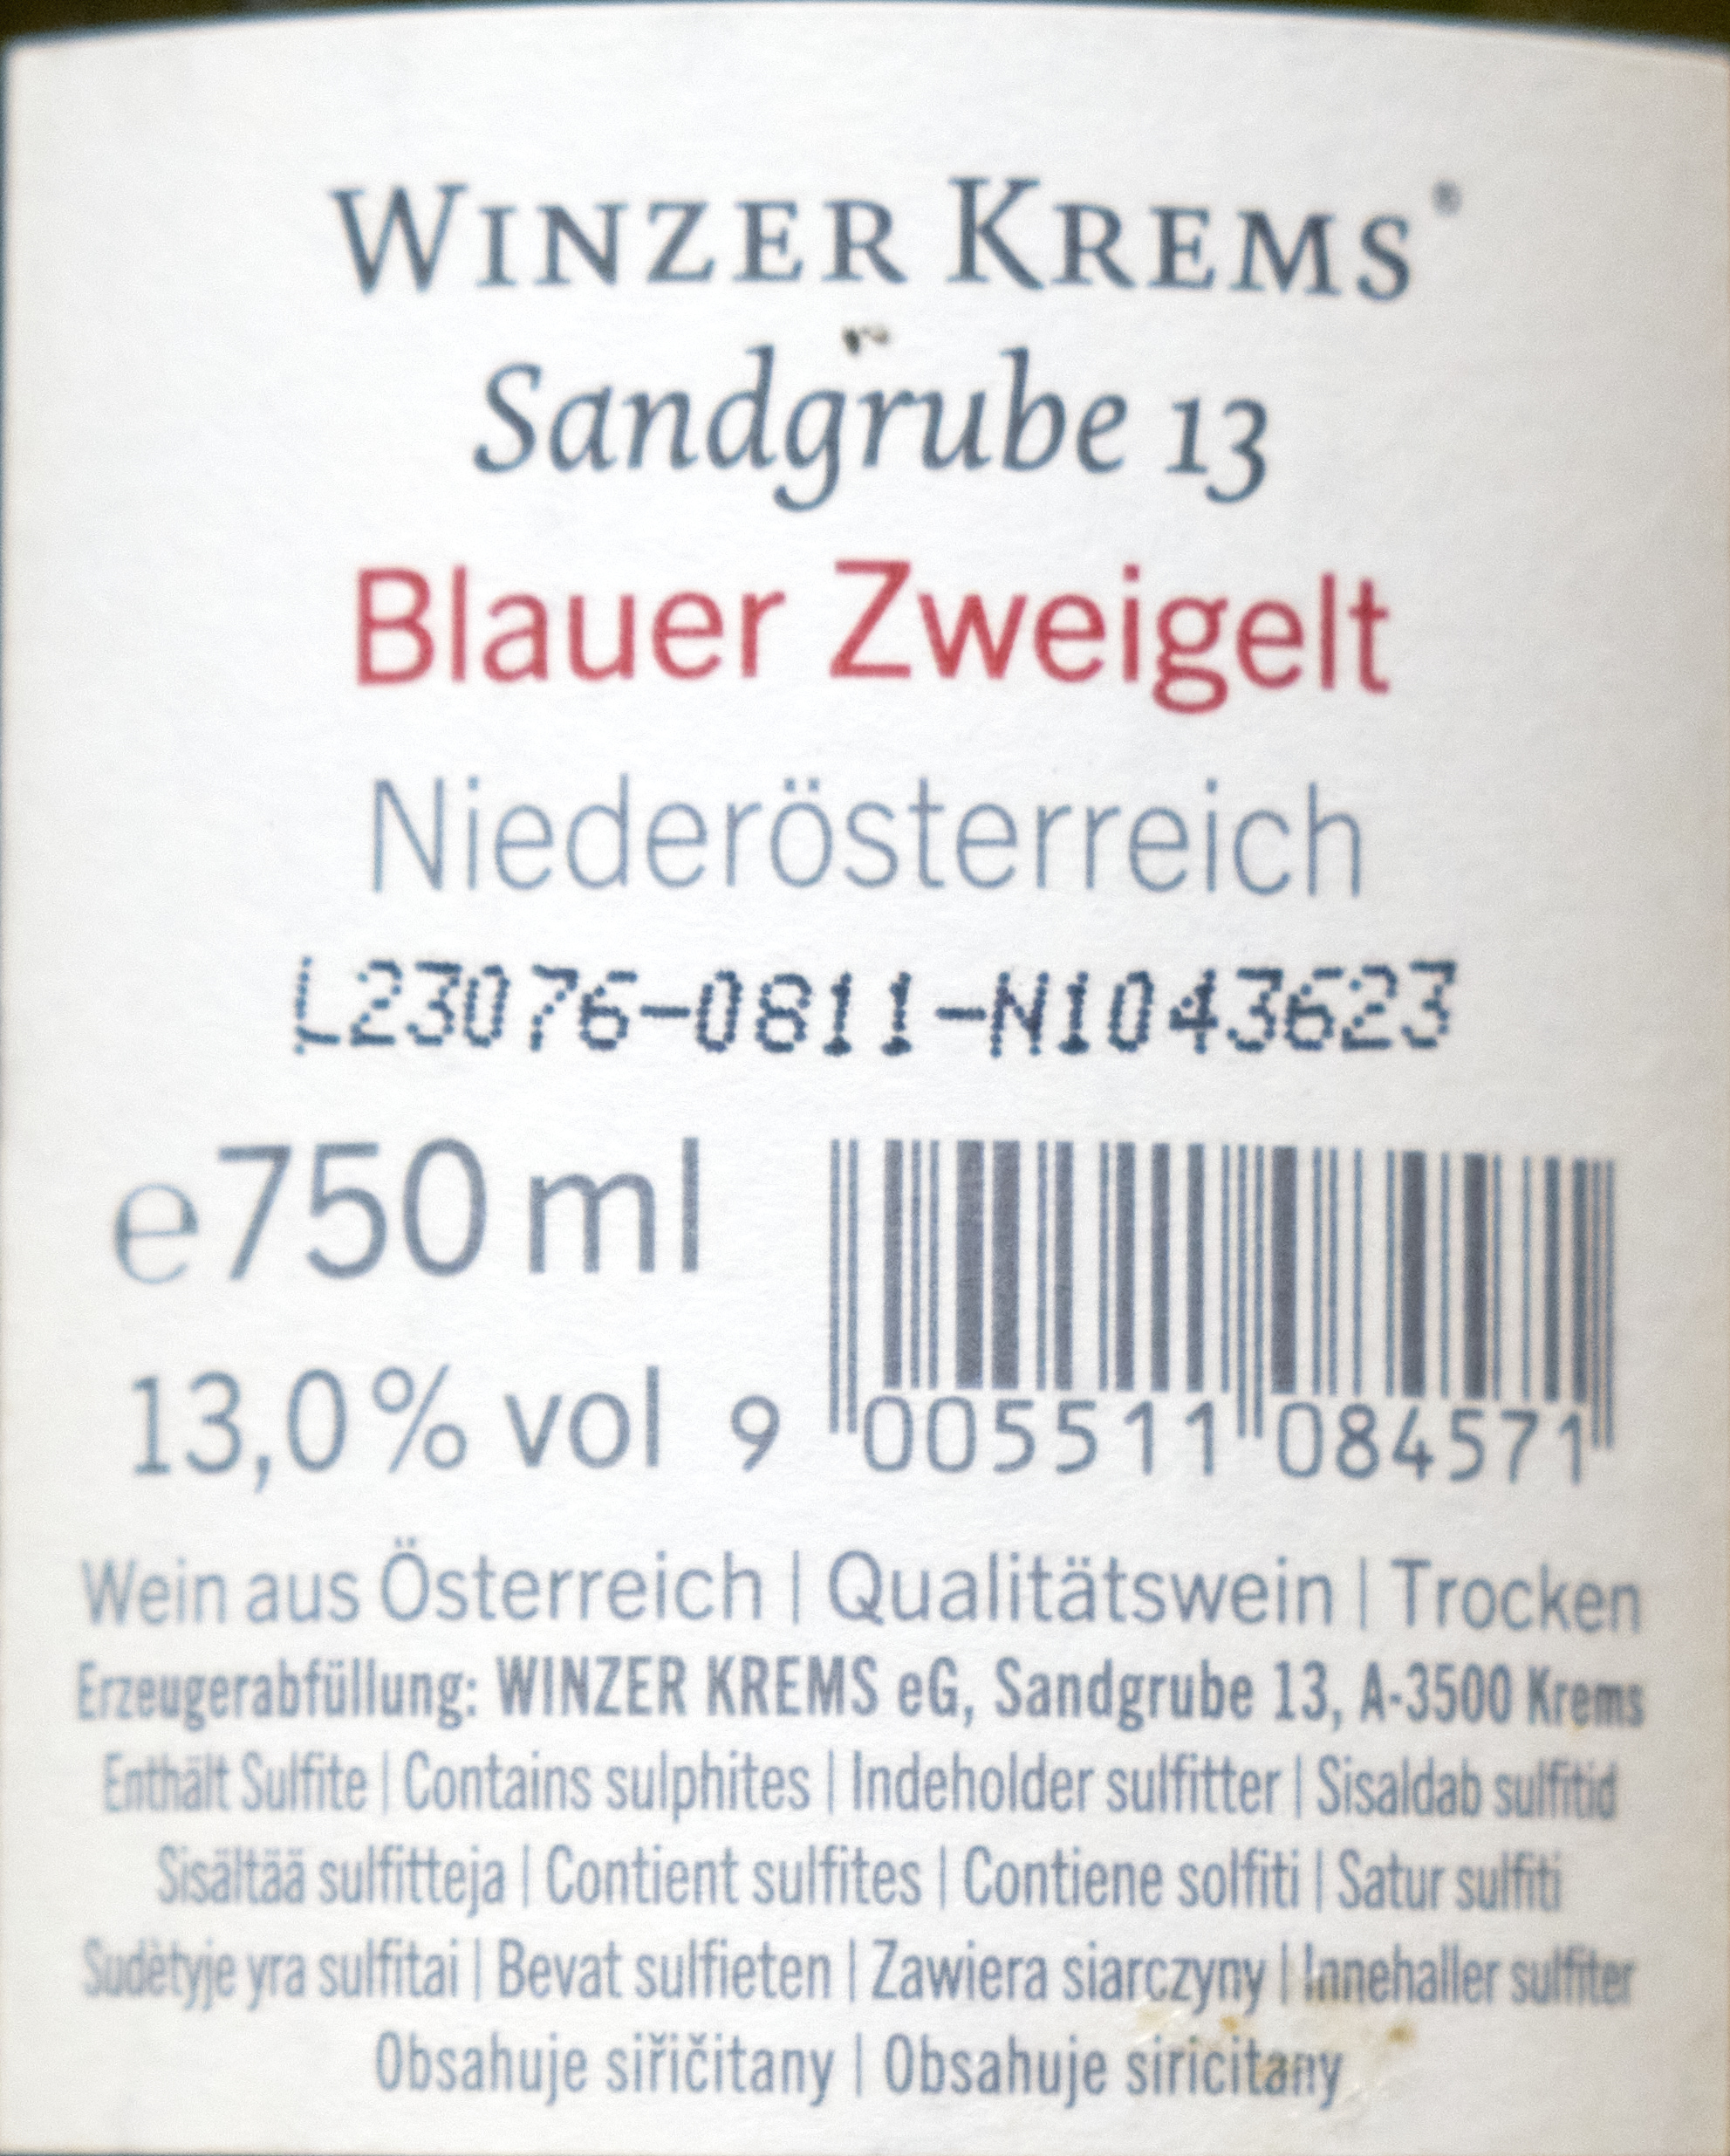 WINZER KREMS®
Sandgrube 13
Blauer Zweigelt
Niederösterreich
L23076-0811-N1043623
e750 ml
13,0% vol
9 005511 084571
Wein aus Österreich | Qualitätswein | Trocken
Erzeugerabfüllung: WINZER KREMS eG, Sandgrube 13, A-3500 Krems
Enthält Sulfite | Contains sulphites | Indeholder sulfitter | Sisaldab sulfitid
Sisältää sulfitteja | Contient sulfites | Contiene solfiti | Satur sulfiti
Sudėtyje yra sulfitai | Bevat sulfieten | Zawiera siarczyny | Innehaller sulfiter
Obsahuje siřičitany | Obsahuje siricitany